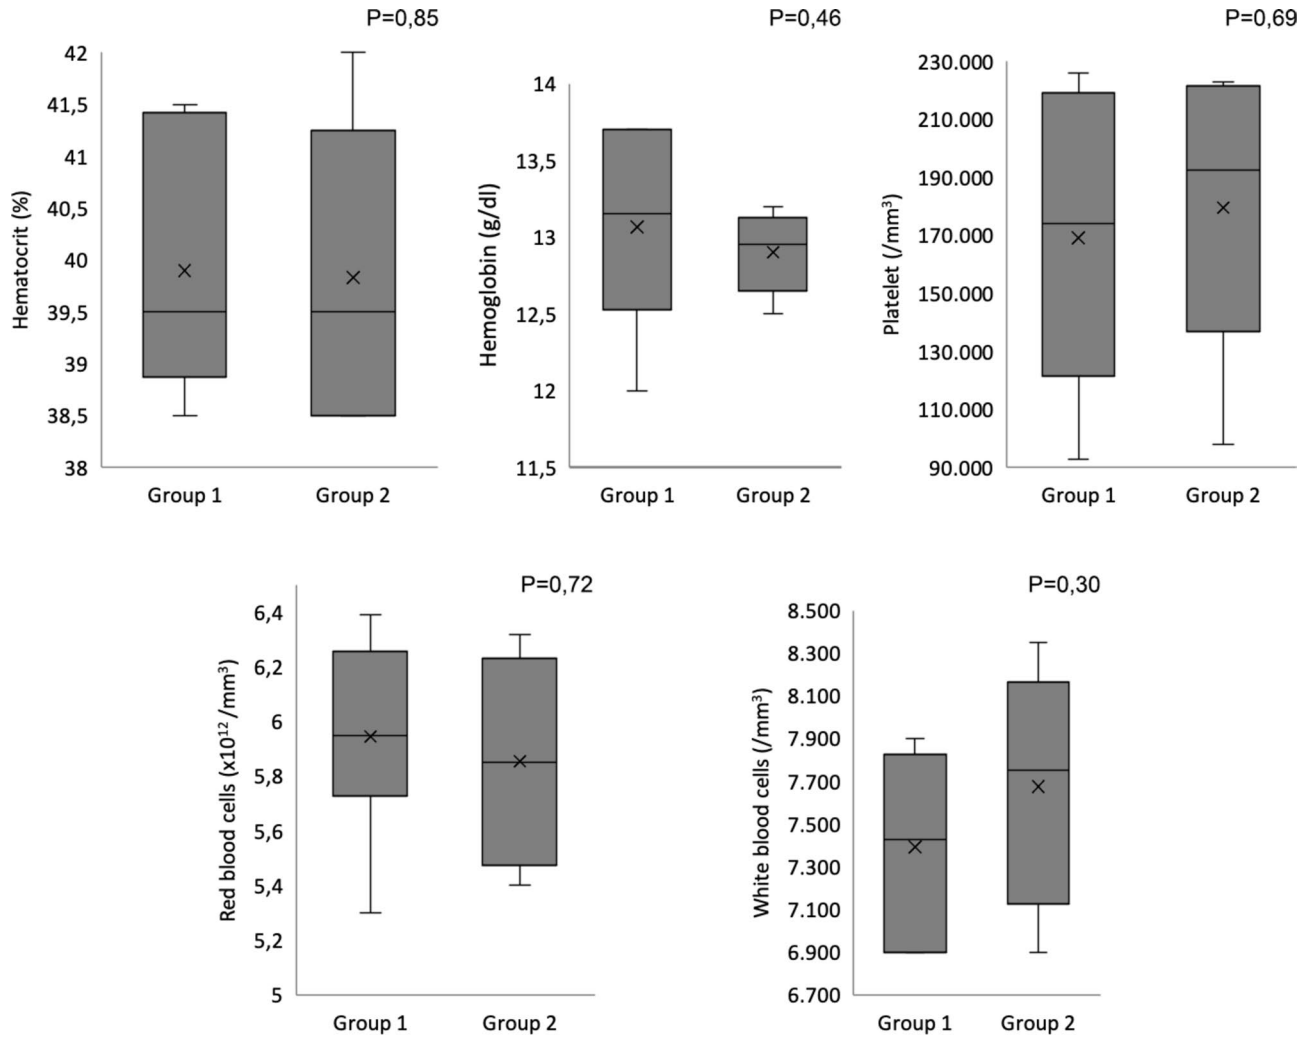 P=0,85
Hematocrit (%)
42
41,5
41
40,5
40
39,5
39
38,5
38
Group 1 Group 2
P=0,46
Hemoglobin (g/dl)
14
13,5
13
12,5
12
11,5
Group 1 Group 2
P=0,69
Platelet (/mm³)
230.000
210.000
190.000
170.000
150.000
130.000
110.000
90.000
Group 1 Group 2
P=0,72
Red blood cells (x10¹²/mm³)
6,4
6,2
6
5,8
5,6
5,4
5,2
5
Group 1 Group 2
P=0,30
White blood cells (/mm³)
8.500
8.300
8.100
7.900
7.700
7.500
7.300
7.100
6.900
6.700
Group 1 Group 2